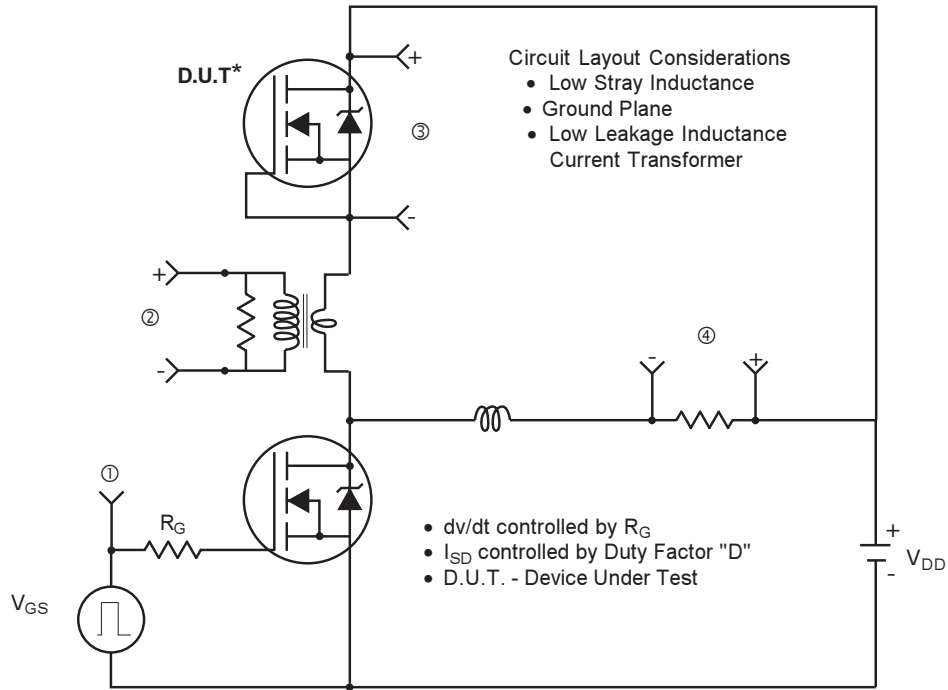 D.U.T*
+
Circuit Layout Considerations
• Low Stray Inductance
• Ground Plane
• Low Leakage Inductance
Current Transformer
③
-
+
②
-
④
-
+
①
R_G
• dv/dt controlled by R_G
• I_SD controlled by Duty Factor "D"
• D.U.T. - Device Under Test
+
V_DD
-
V_GS